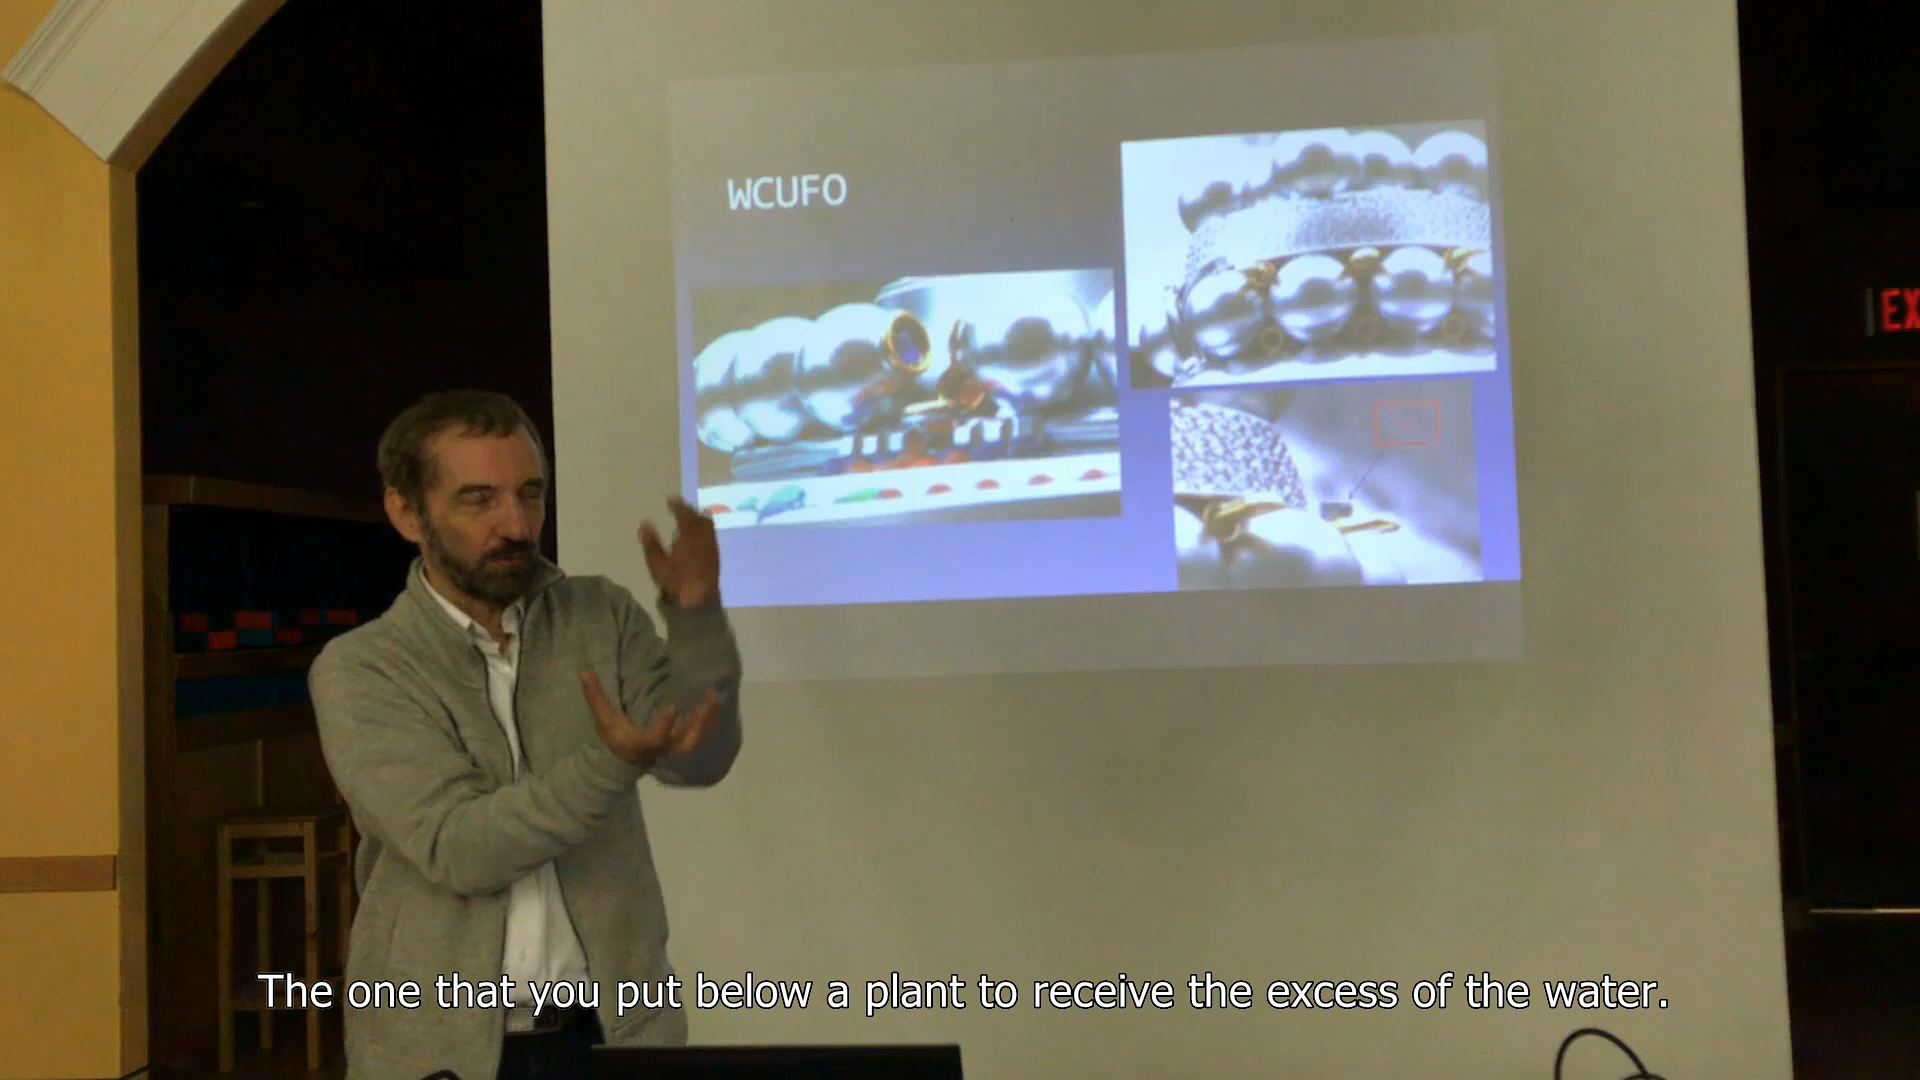 WCUFO
EX
The one that you put below a plant to receive the excess of the water.